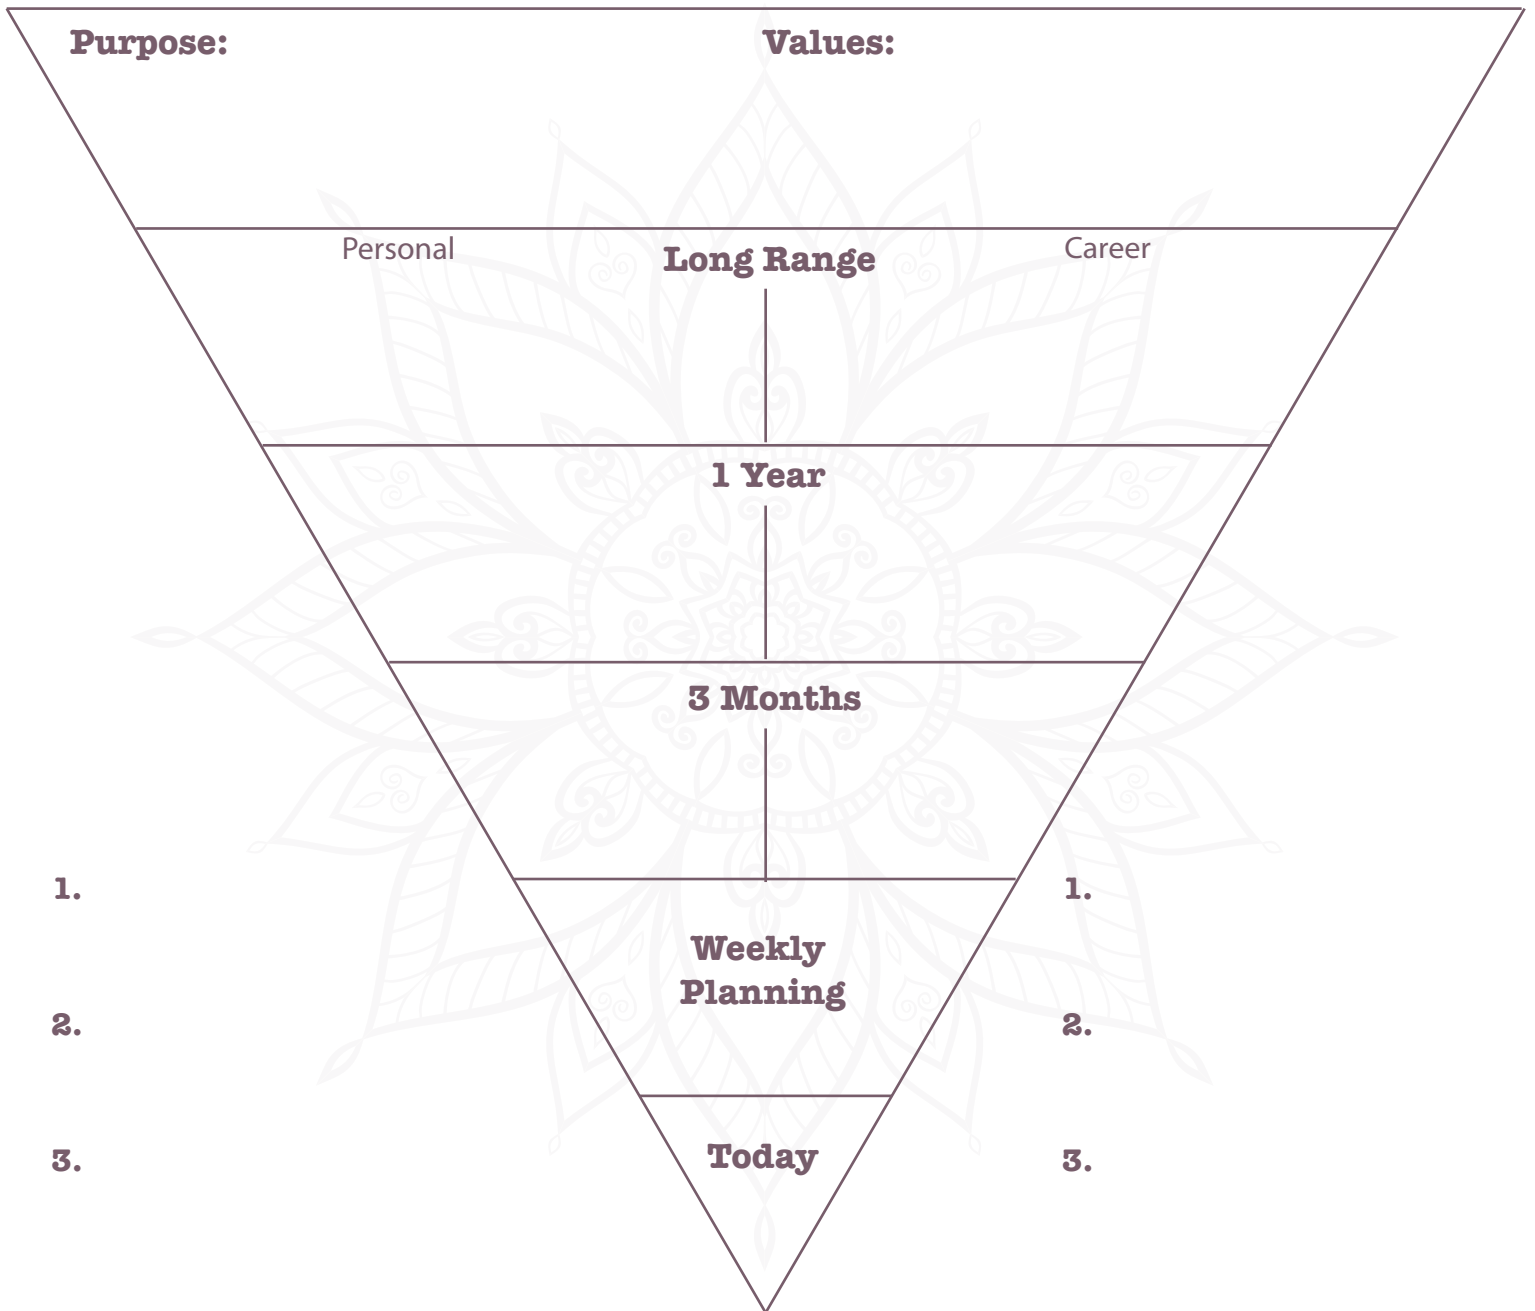 Purpose: Values:
Personal Long Range Career
1 Year
3 Months
1. 1.
Weekly
Planning
2. 2.
Today
3. 3.